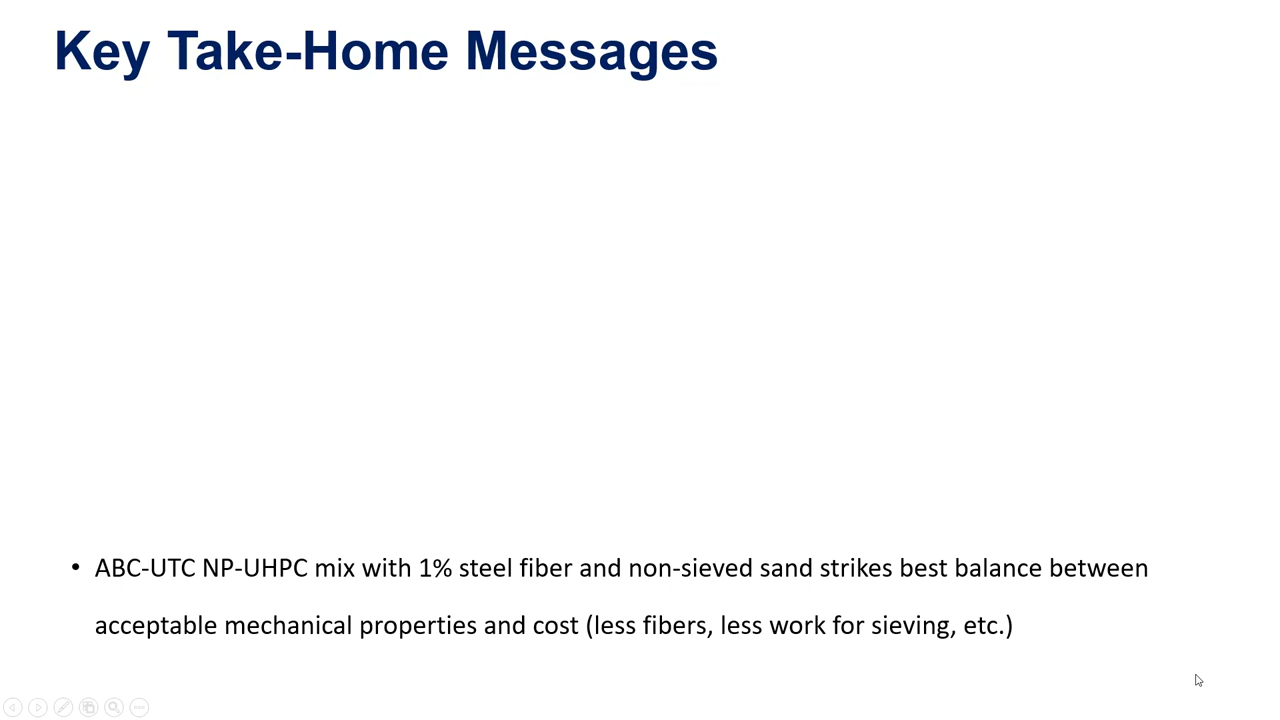 Key Take-Home Messages
• ABC-UTC NP-UHPC mix with 1% steel fiber and non-sieved sand strikes best balance between
acceptable mechanical properties and cost (less fibers, less work for sieving, etc.)